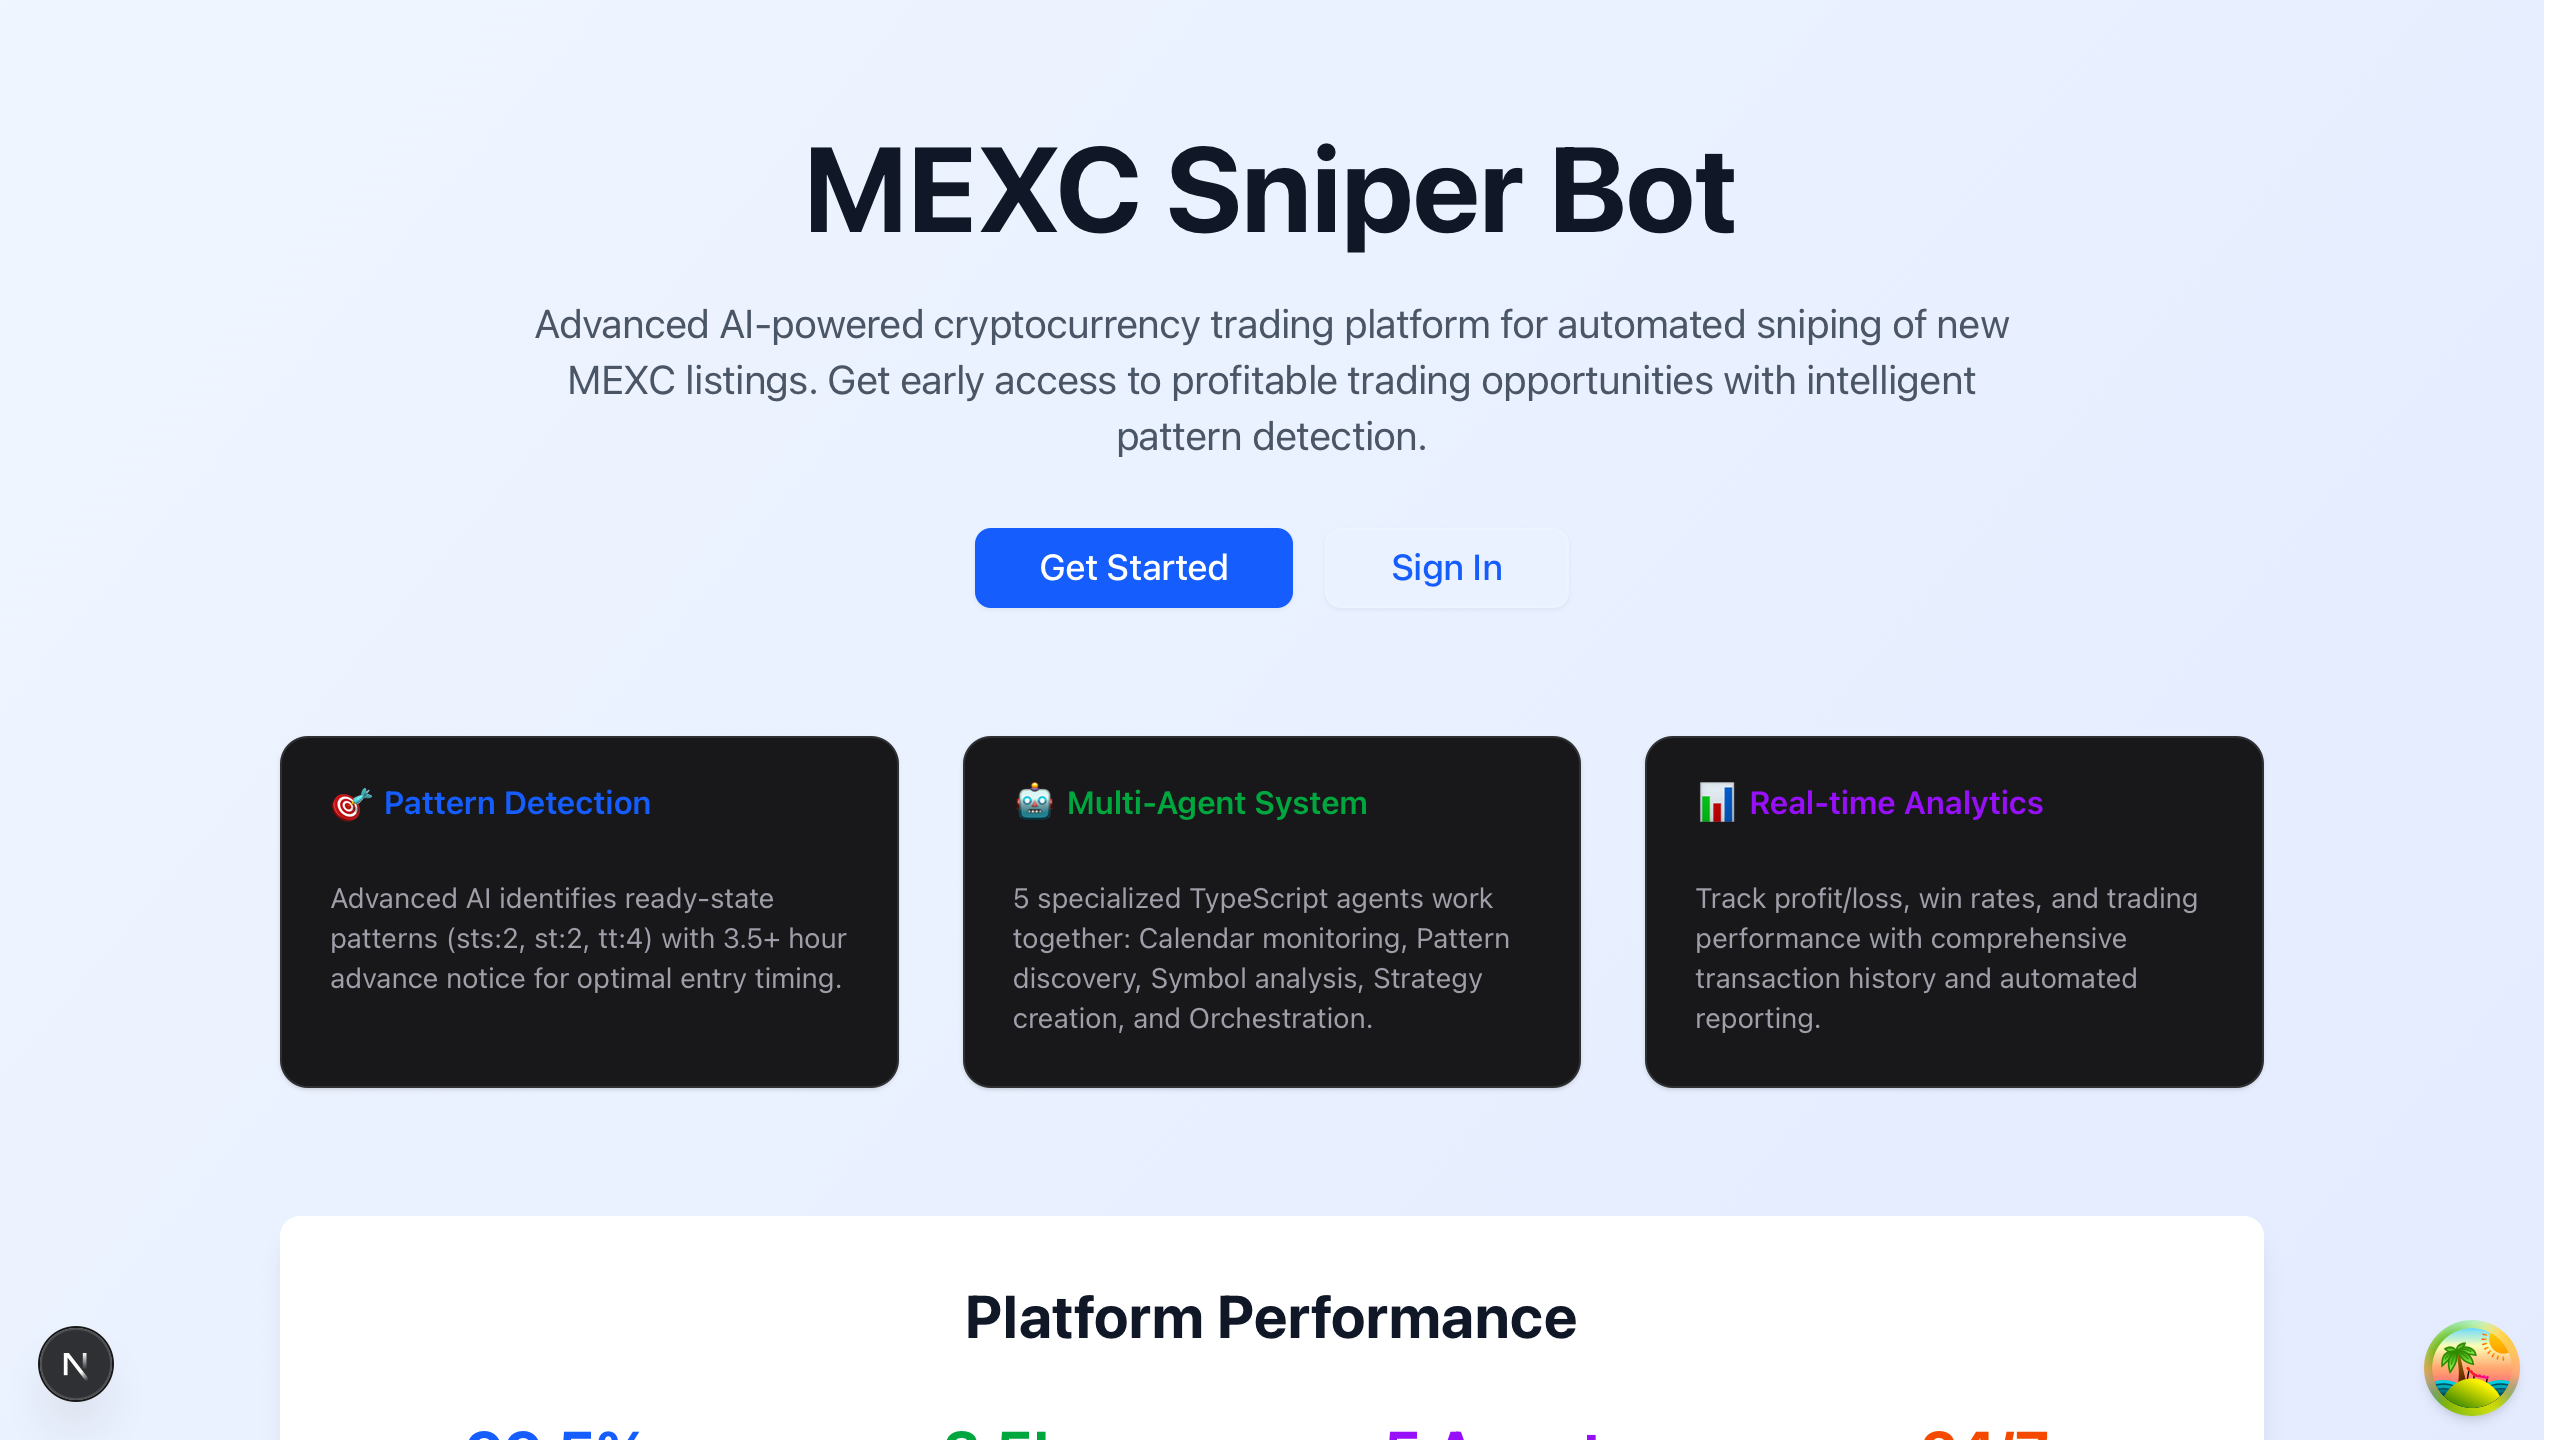 MEXC Sniper Bot
Advanced AI-powered cryptocurrency trading platform for automated sniping of new
MEXC listings. Get early access to profitable trading opportunities with intelligent
pattern detection.
Get Started
Sign In
Pattern Detection
Advanced AI identifies ready-state
patterns (sts:2, st:2, tt:4) with 3.5+ hour
advance notice for optimal entry timing.
Multi-Agent System
5 specialized TypeScript agents work
together: Calendar monitoring, Pattern
discovery, Symbol analysis, Strategy
creation, and Orchestration.
Real-time Analytics
Track profit/loss, win rates, and trading
performance with comprehensive
transaction history and automated
reporting.
Platform Performance
N